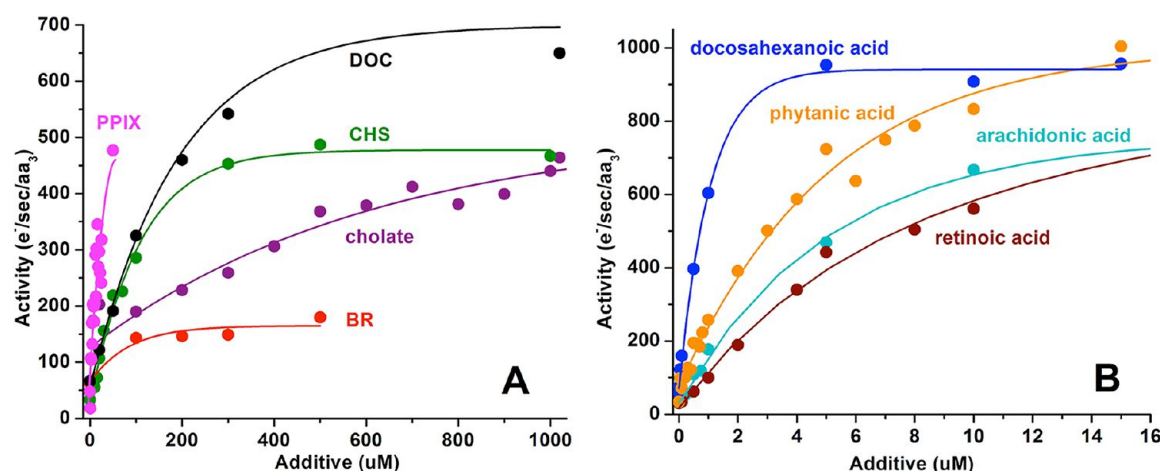 700
600
500
400
300
200
100
0
Activity (e⁻/sec/aa₃)
0 200 400 600 800 1000
Additive (uM)
PPIX
DOC
CHS
cholate
BR
A
1000
800
600
400
200
0
Activity (e⁻/sec/aa₃)
0 2 4 6 8 10 12 14 16
Additive (uM)
docosahexanoic acid
phytanic acid
arachidonic acid
retinoic acid
B